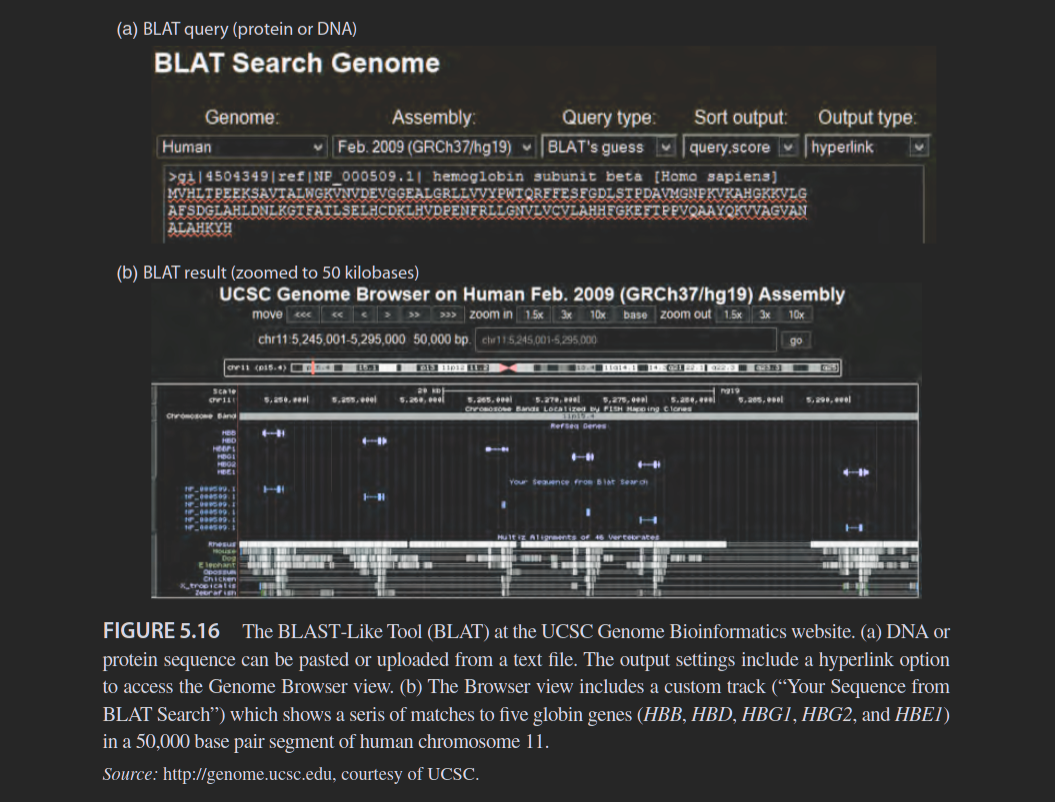 (a) BLAT query (protein or DNA)
BLAT Search Genome
Genome: Assembly: Query type: Sort output: Output type:
Human Feb. 2009 (GRCh37/hg19) BLAT's guess query,score hyperlink
>gi|4504349|ref|NP_000509.1| hemoglobin subunit beta [Homo sapiens]
MVHLTPEEKSAVTALWGKVNVDEVGGEALGRLLVVYPWTQRFFESFGDLSTPDAVMGNPKVKAHGKKVLG
AFSDGLAHLDNLKGTFATLSELHCDKLHVDPENFRLLGNVLVCVLAHHFGKEFTPPVQAAYQKVVAGVAN
ALAHKYH
(b) BLAT result (zoomed to 50 kilobases)
UCSC Genome Browser on Human Feb. 2009 (GRCh37/hg19) Assembly
move <<< << < > >> >>> zoom in 1.5x 3x 10x base zoom out 1.5x 3x 10x
chr11:5,245,001-5,295,000 50,000 bp. chr11:5,245,001-5,295,000 go
chr11 (p15.4) p13 11p12 11.2
Scale 20 kb hg19
chr11: 5,250,000 5,255,000 5,260,000 5,265,000 5,270,000 5,275,000 5,280,000 5,285,000 5,290,000
Chromosome Bands Localized by FISH Mapping Clones
Chromosome Band 11p15.4
RefSeq Genes
HBB
HBD
HBBP1
HBG1
HBG2
HBE1
Your Sequence from Blat Search
NP_000509.1
NP_000509.1
NP_000509.1
NP_000509.1
NP_000509.1
NP_000509.1
Multiz Alignments of 46 Vertebrates
Rhesus
Mouse
Dog
Elephant
Opossum
Chicken
X_tropicalis
Zebrafish
FIGURE 5.16 The BLAST-Like Tool (BLAT) at the UCSC Genome Bioinformatics website. (a) DNA or
protein sequence can be pasted or uploaded from a text file. The output settings include a hyperlink option
to access the Genome Browser view. (b) The Browser view includes a custom track (“Your Sequence from
BLAT Search”) which shows a seris of matches to five globin genes (HBB, HBD, HBG1, HBG2, and HBE1)
in a 50,000 base pair segment of human chromosome 11.
Source: http://genome.ucsc.edu, courtesy of UCSC.